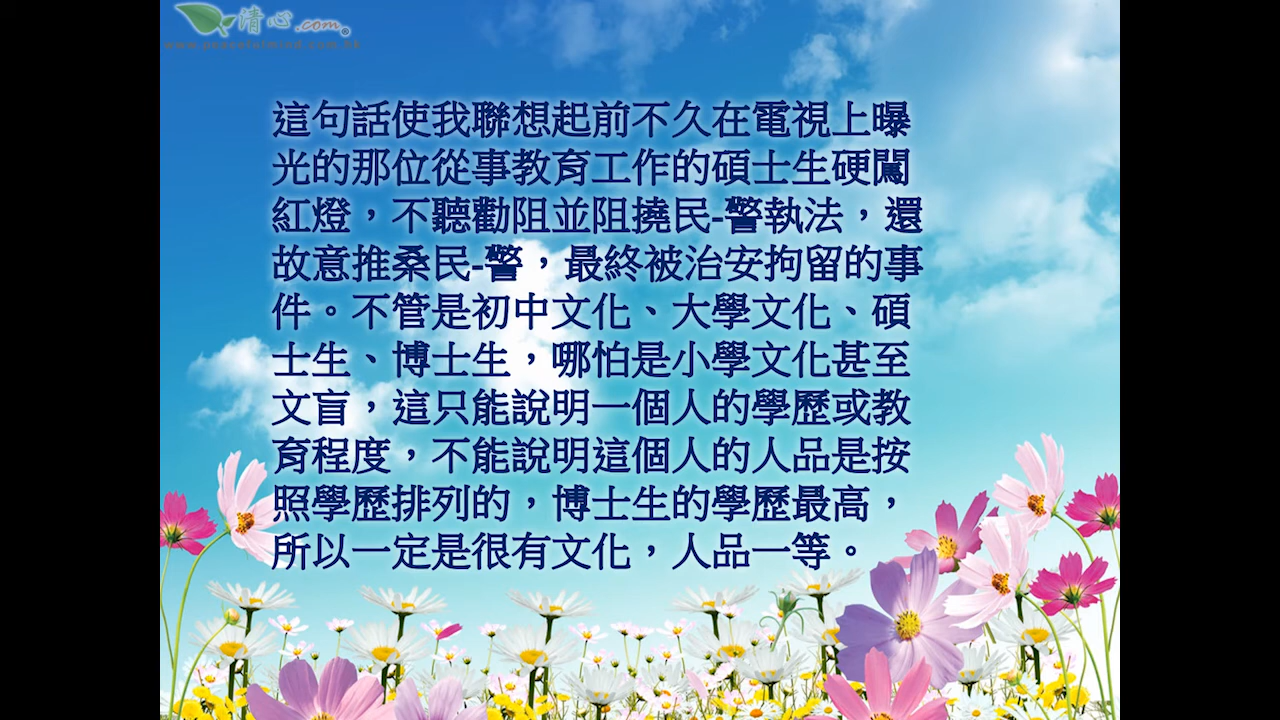 清心.com®
www.peacefulmind.com.hk
這句話使我聯想起前不久在電視上曝
光的那位從事教育工作的碩士生硬闖
紅燈，不聽勸阻並阻撓民-警執法，還
故意推桑民-警，最終被治安拘留的事
件。不管是初中文化、大學文化、碩
士生、博士生，哪怕是小學文化甚至
文盲，這只能說明一個人的學歷或教
育程度，不能說明這個人的人品是按
照學歷排列的，博士生的學歷最高，
所以一定是很有文化，人品一等。